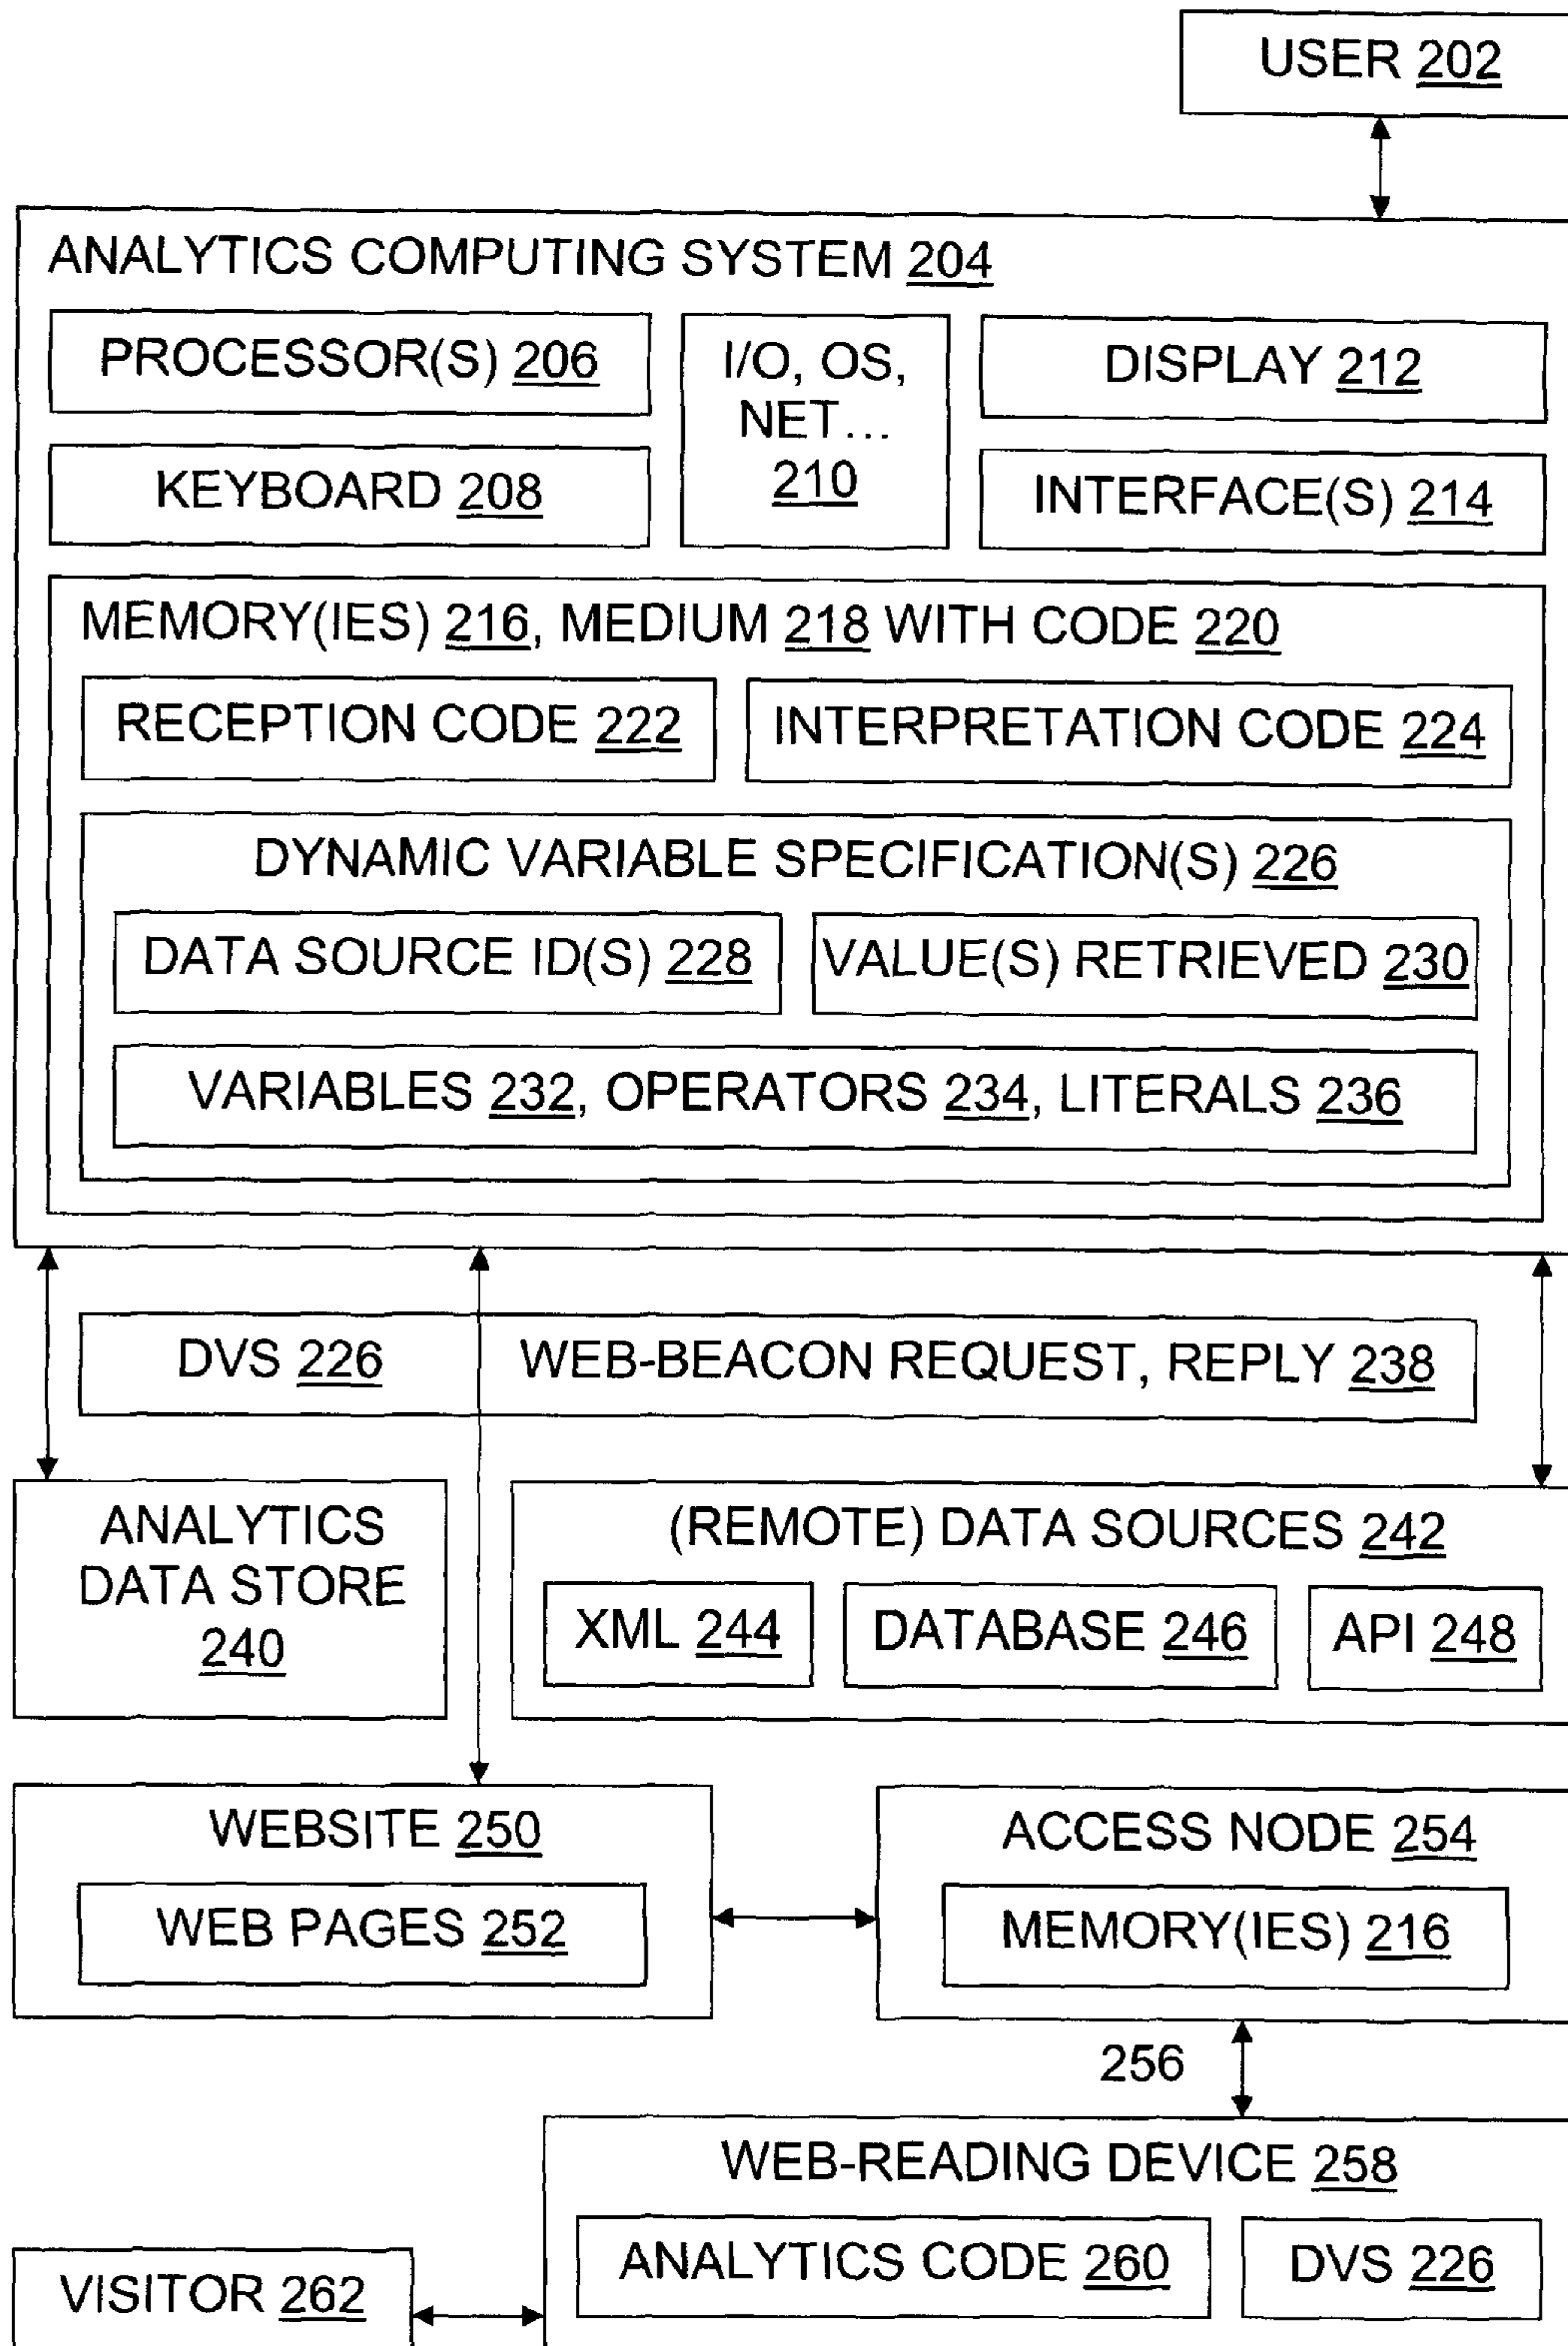 USER 202
ANALYTICS COMPUTING SYSTEM 204
PROCESSOR(S) 206
I/O, OS,
NET...
210
DISPLAY 212
KEYBOARD 208
INTERFACE(S) 214
MEMORY(IES) 216, MEDIUM 218 WITH CODE 220
RECEPTION CODE 222
INTERPRETATION CODE 224
DYNAMIC VARIABLE SPECIFICATION(S) 226
DATA SOURCE ID(S) 228
VALUE(S) RETRIEVED 230
VARIABLES 232, OPERATORS 234, LITERALS 236
DVS 226
WEB-BEACON REQUEST, REPLY 238
ANALYTICS
DATA STORE
240
(REMOTE) DATA SOURCES 242
XML 244
DATABASE 246
API 248
WEBSITE 250
WEB PAGES 252
ACCESS NODE 254
MEMORY(IES) 216
256
WEB-READING DEVICE 258
ANALYTICS CODE 260
DVS 226
VISITOR 262